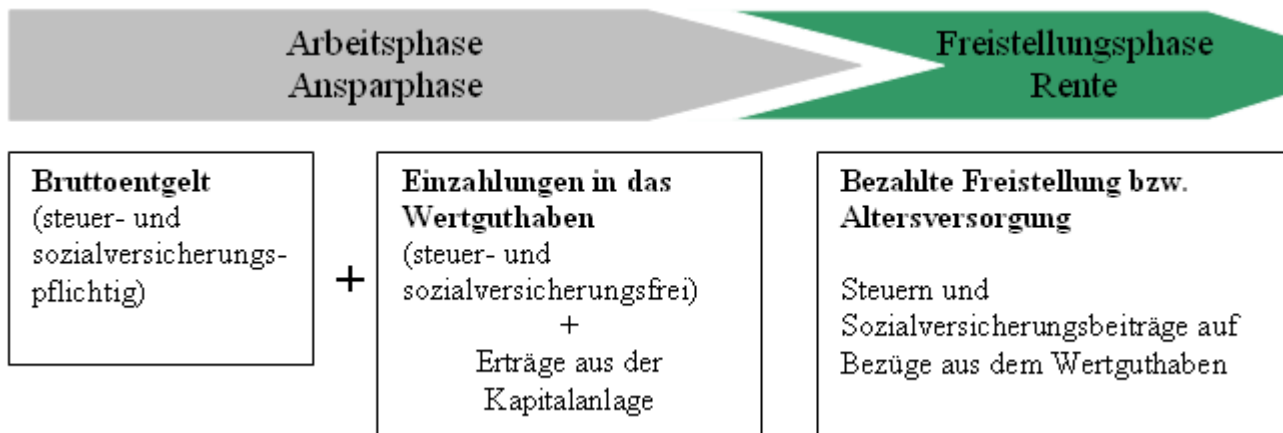 Arbeitsphase
Ansparphase
Freistellungsphase
Rente
Bruttoentgelt
(steuer- und
sozialversicherungs-
pflichtig)
+
Einzahlungen in das
Wertguthaben
(steuer- und
sozialversicherungsfrei)
+
Erträge aus der
Kapitalanlage
Bezahlte Freistellung bzw.
Altersversorgung
Steuern und
Sozialversicherungsbeiträge auf
Bezüge aus dem Wertguthaben